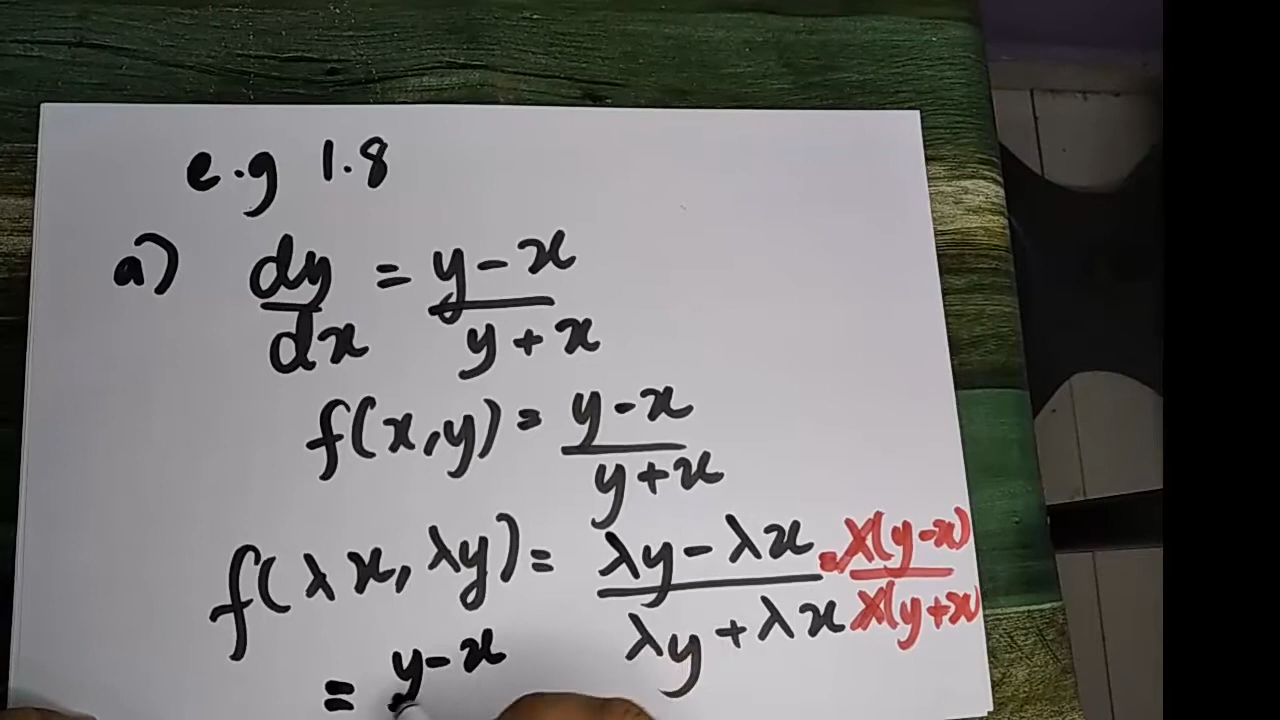 e.g 1.8
a) dy/dx = y-x/y+x
f(x,y) = y-x/y+x
f(λx, λy) = λy-λx/λy+λx = λ(y-x)/λ(y+x)
= y-x